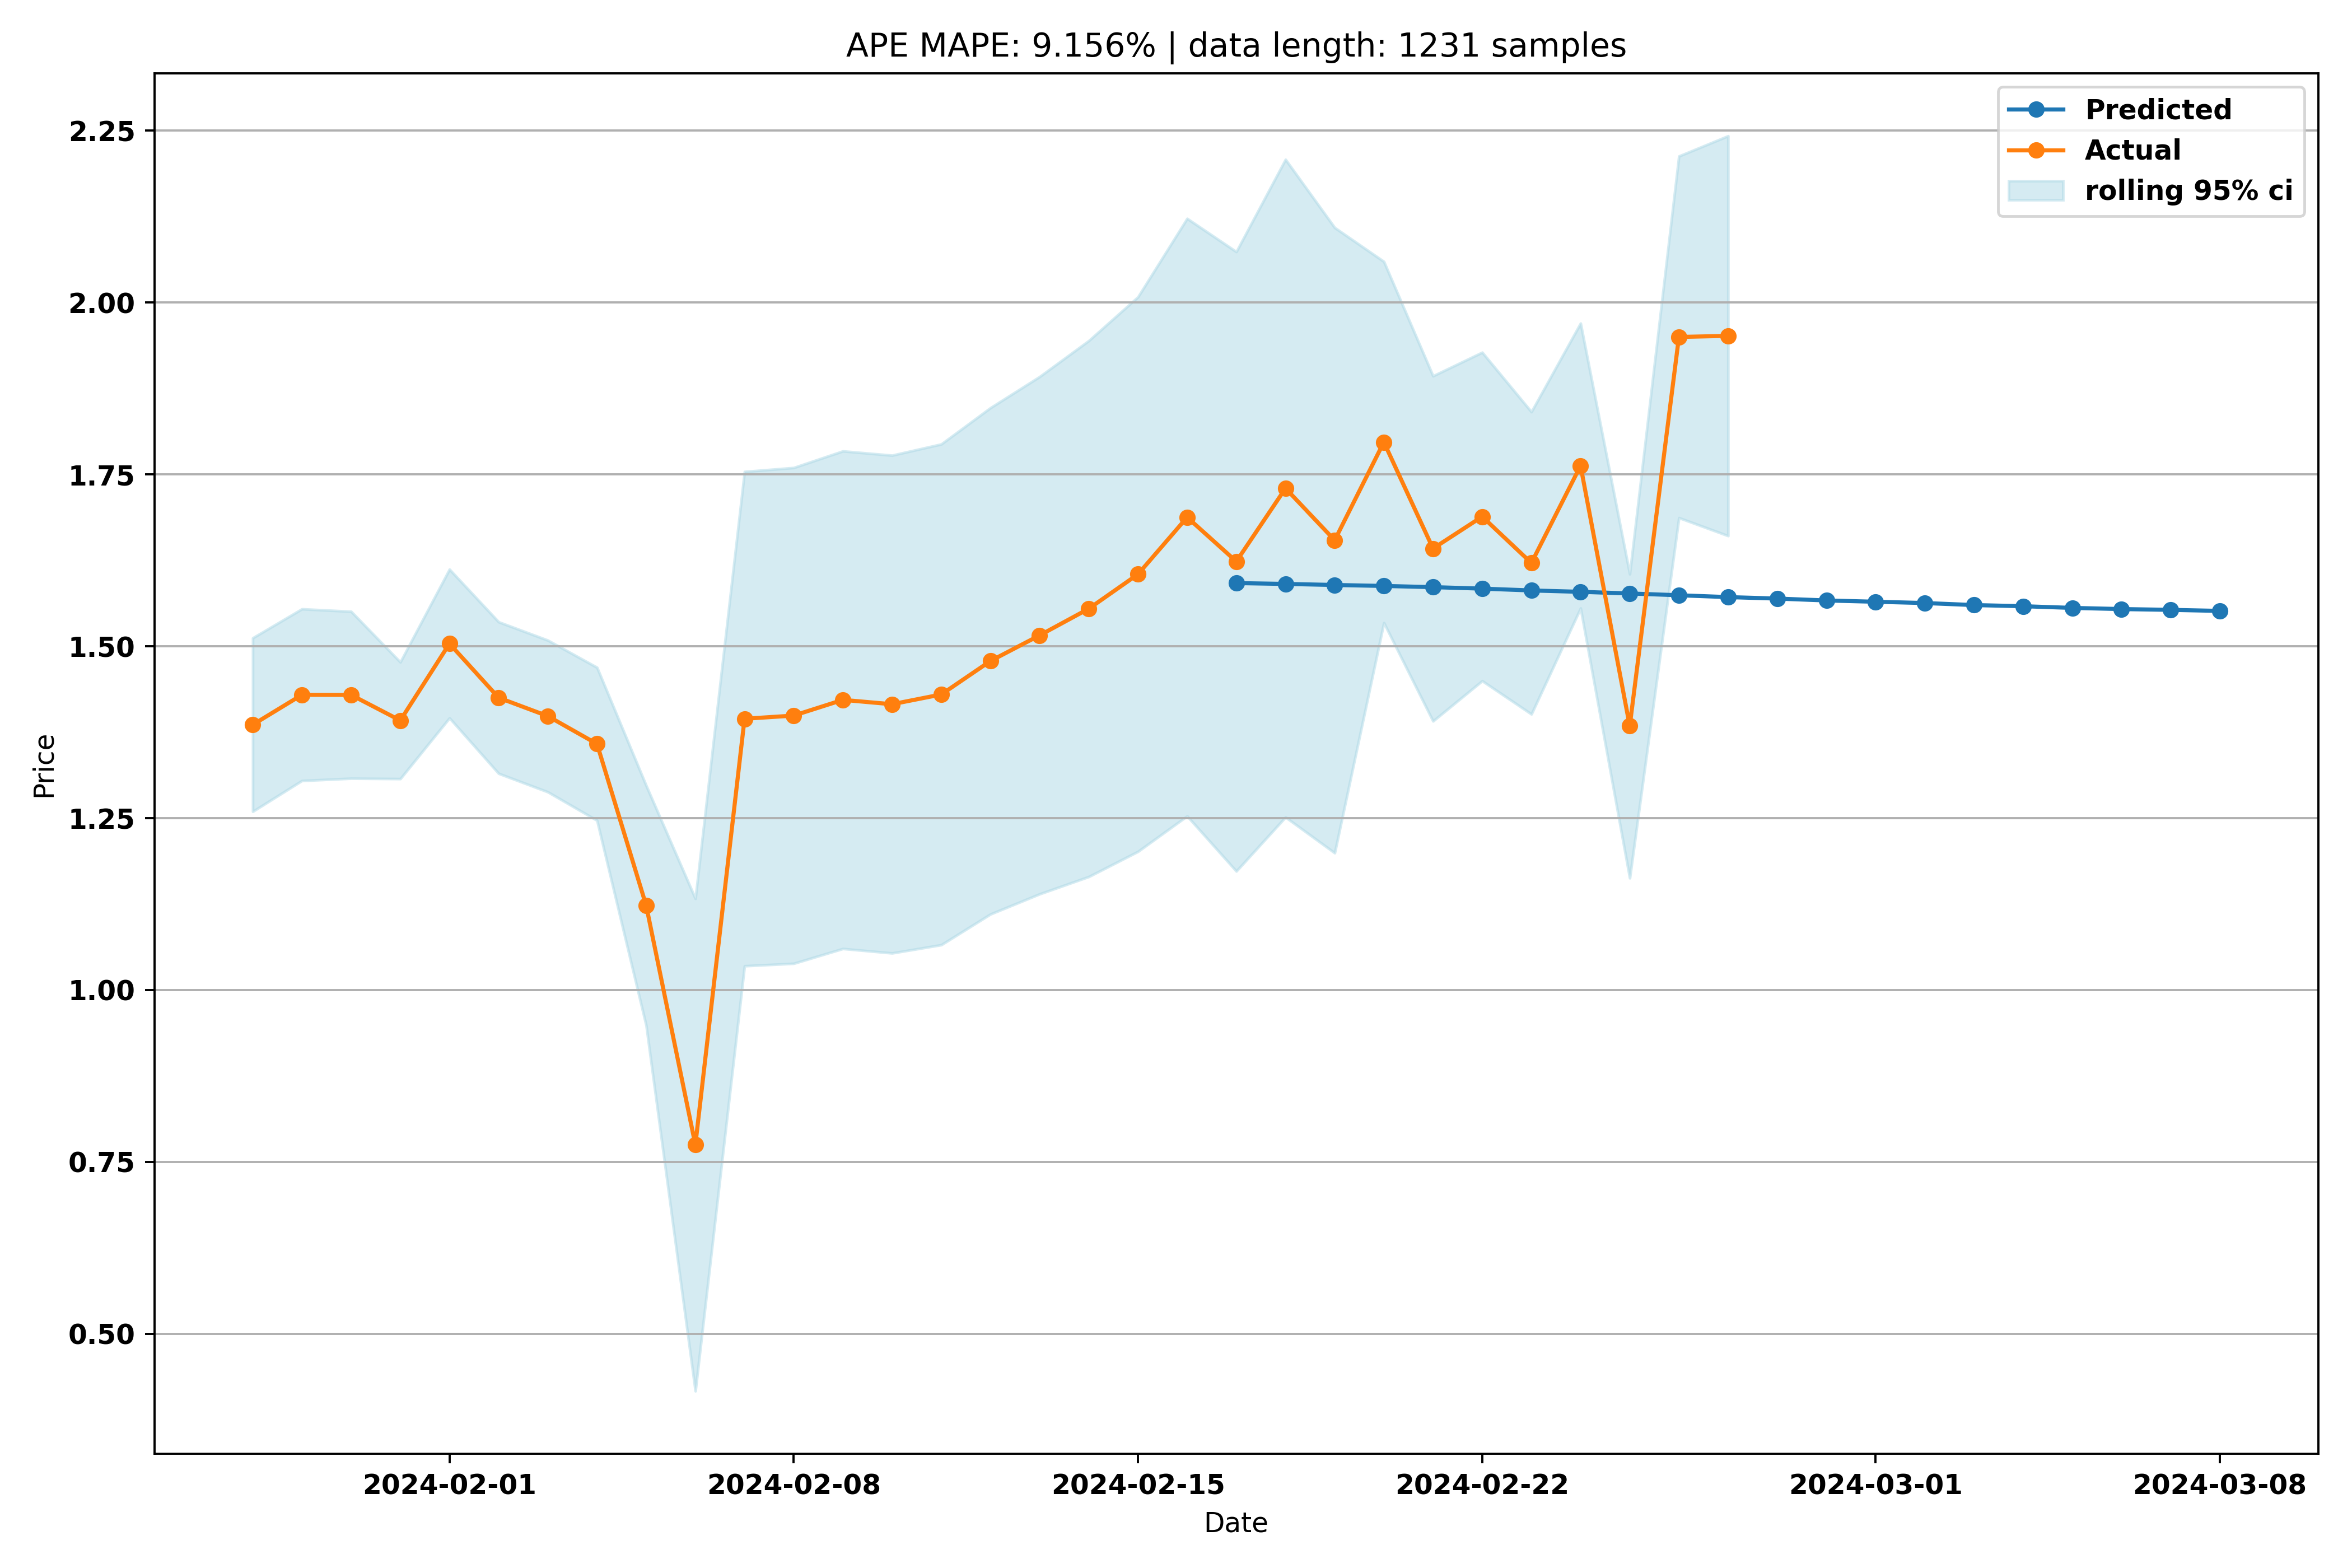 APE MAPE: 9.156% | data length: 1231 samples
Predicted
Actual
rolling 95% ci
2.25
2.00
1.75
1.50
1.25
1.00
0.75
0.50
Price
2024-02-01 2024-02-08 2024-02-15 2024-02-22 2024-03-01 2024-03-08
Date